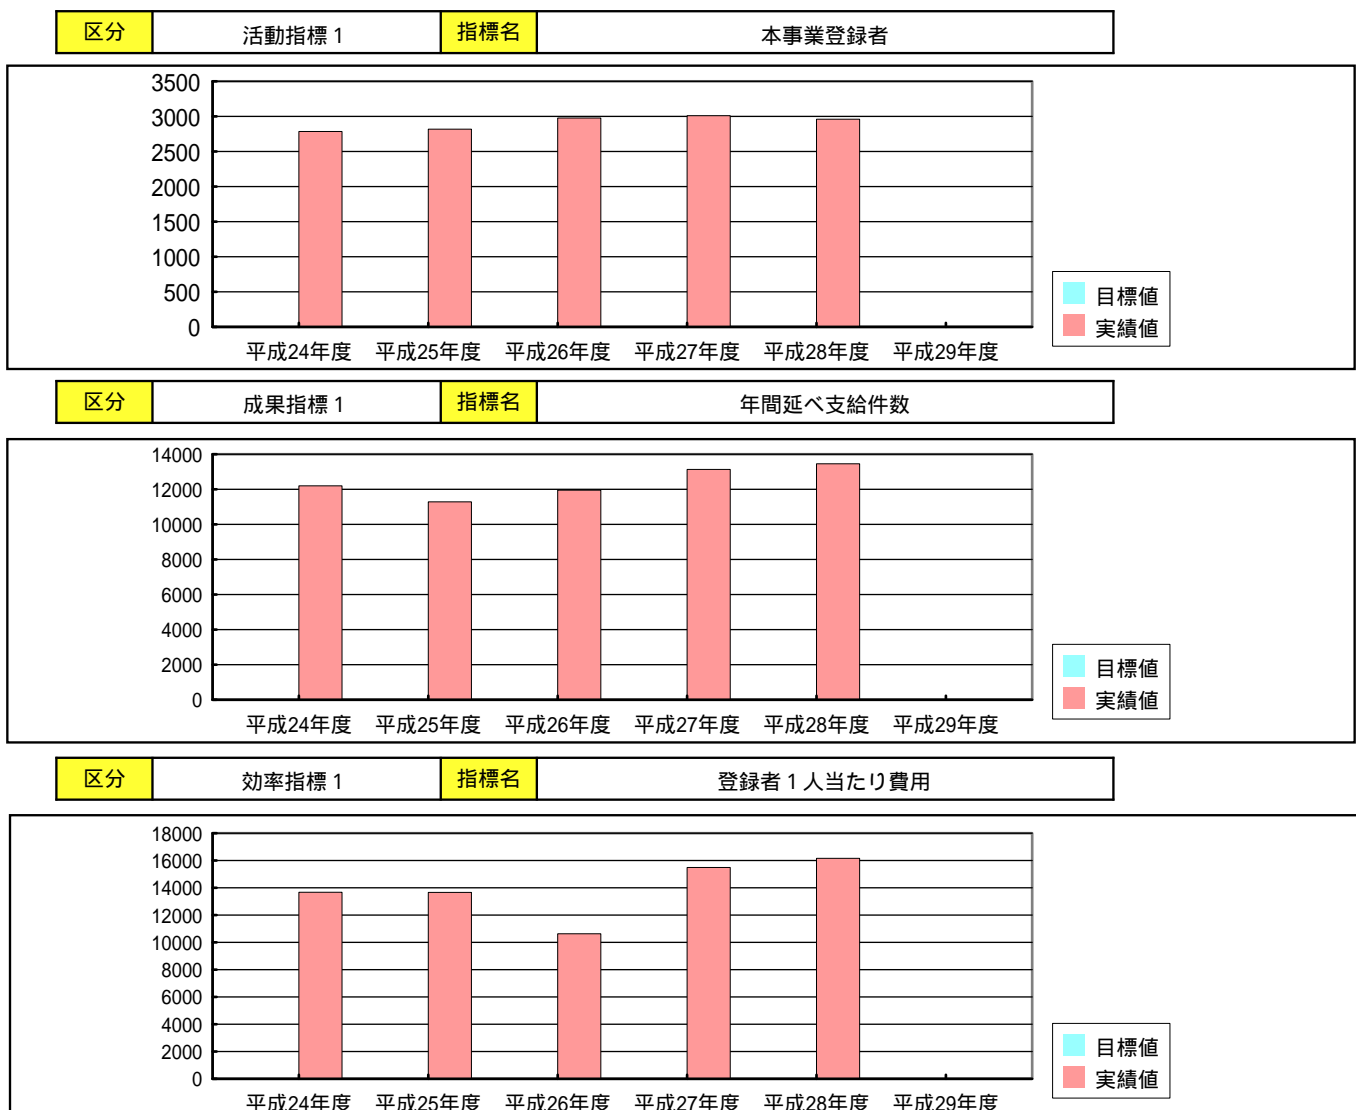 区分 活動指標1 指標名 本事業登録者
3500
3000
2500
2000
1500
1000
500
0
平成24年度 平成25年度 平成26年度 平成27年度 平成28年度 平成29年度
目標値
実績値
区分 成果指標1 指標名 年間延べ支給件数
14000
12000
10000
8000
6000
4000
2000
0
平成24年度 平成25年度 平成26年度 平成27年度 平成28年度 平成29年度
目標値
実績値
区分 効率指標1 指標名 登録者1人当たり費用
18000
16000
14000
12000
10000
8000
6000
4000
2000
0
平成24年度 平成25年度 平成26年度 平成27年度 平成28年度 平成29年度
目標値
実績値